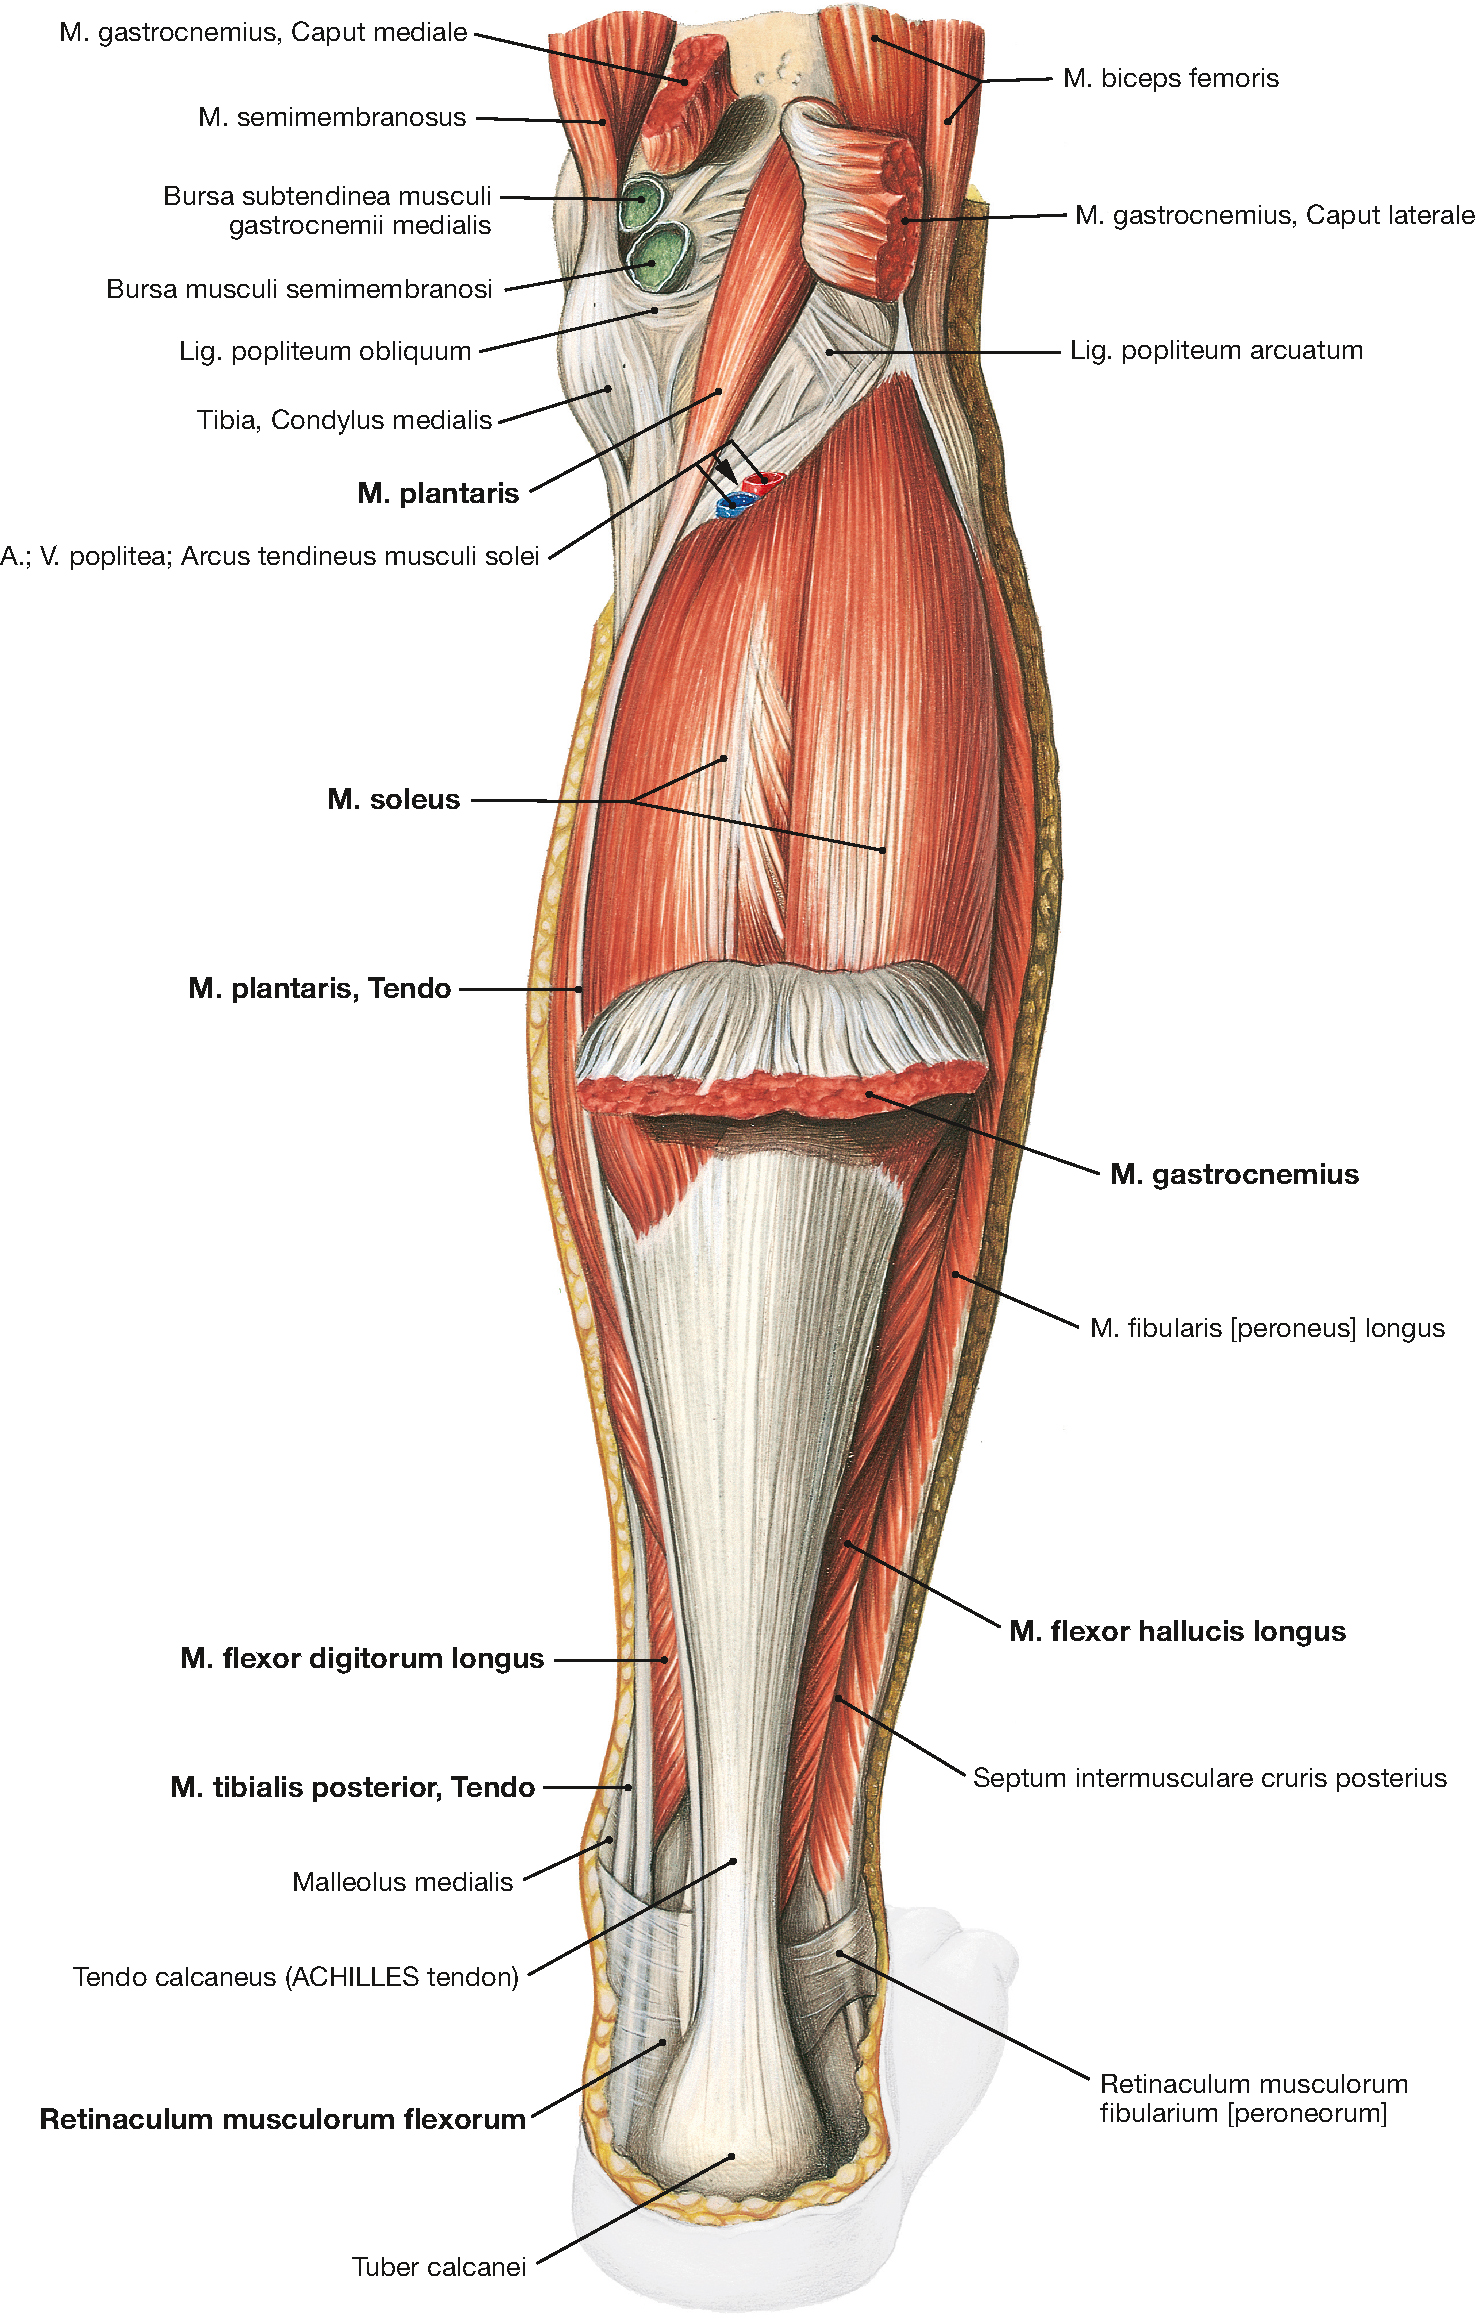 M. gastrocnemius, Caput mediale
M. semimembranosus
Bursa subtendinea musculi
gastrocnemii medialis
Bursa musculi semimembranosi
Lig. popliteum obliquum
Tibia, Condylus medialis
M. plantaris
A.; V. poplitea; Arcus tendineus musculi solei
M. soleus
M. plantaris, Tendo
M. flexor digitorum longus
M. tibialis posterior, Tendo
Malleolus medialis
Tendo calcaneus (ACHILLES tendon)
Retinaculum musculorum flexorum
Tuber calcanei
M. biceps femoris
M. gastrocnemius, Caput laterale
Lig. popliteum arcuatum
M. gastrocnemius
M. fibularis [peroneus] longus
M. flexor hallucis longus
Septum intermusculare cruris posterius
Retinaculum musculorum
fibularium [peroneorum]